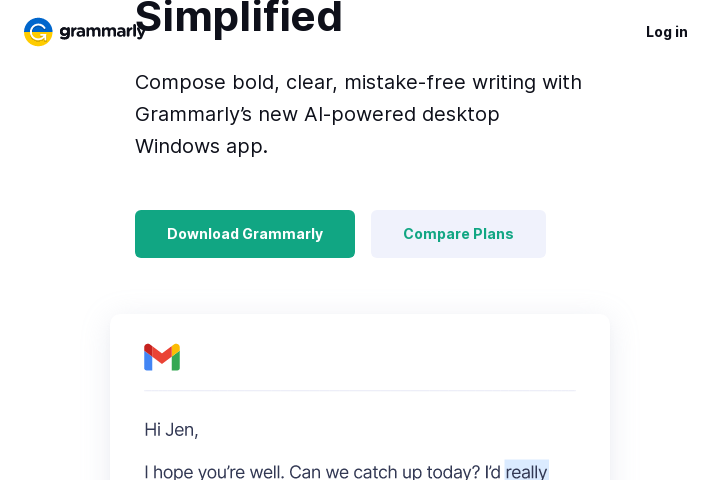 Simplified
grammarly
Log in
Compose bold, clear, mistake-free writing with
Grammarly’s new AI-powered desktop
Windows app.
Download Grammarly
Compare Plans
Hi Jen,
I hope you’re well. Can we catch up today? I’d really